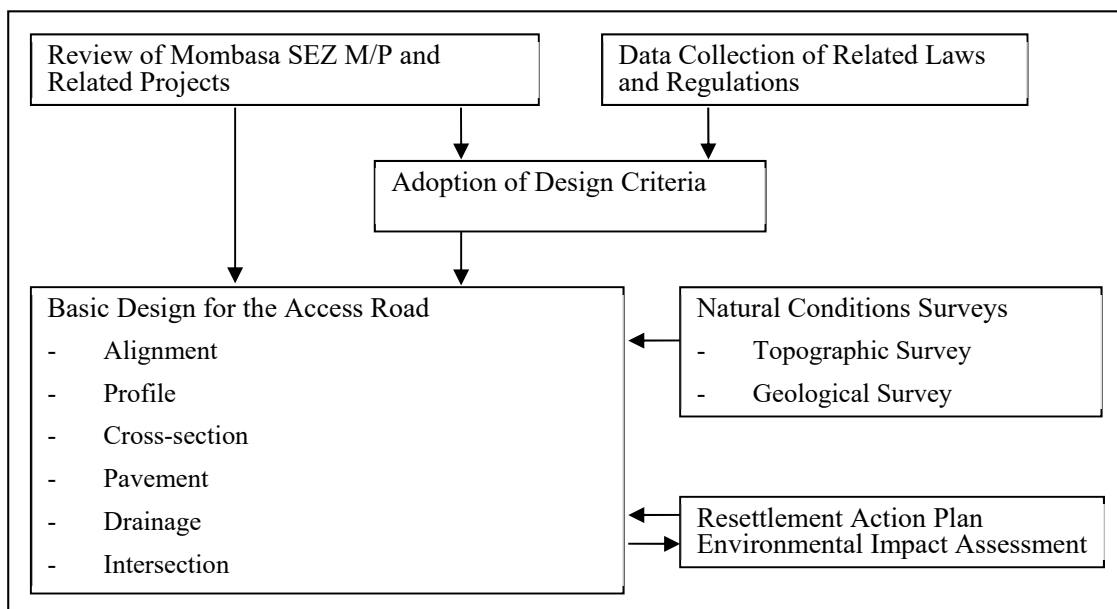 Review of Mombasa SEZ M/P and
Related Projects
Data Collection of Related Laws
and Regulations
Adoption of Design Criteria
Basic Design for the Access Road
- Alignment
- Profile
- Cross-section
- Pavement
- Drainage
- Intersection
Natural Conditions Surveys
- Topographic Survey
- Geological Survey
Resettlement Action Plan
Environmental Impact Assessment